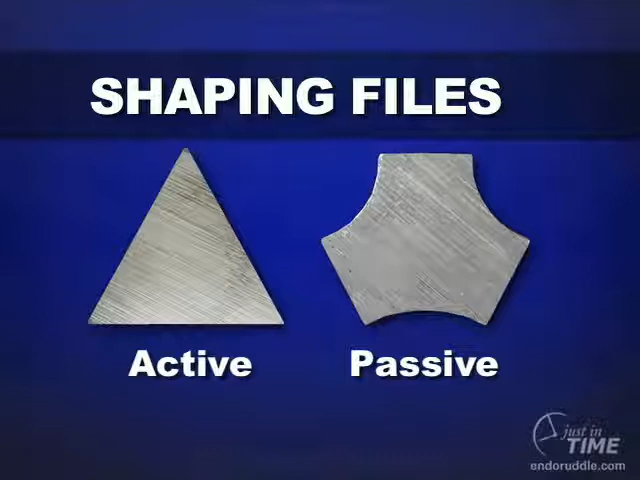 SHAPING FILES
Active
Passive
just in
TIME
endoruddle.com